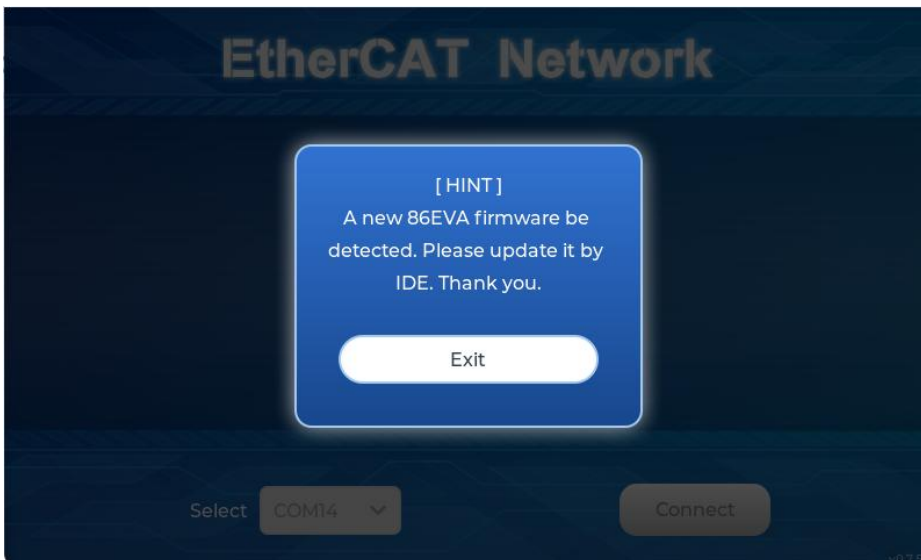 EtherCAT Network
[ HINT ]
A new 86EVA firmware be
detected. Please update it by
IDE. Thank you.
Exit
Select
COM14
Connect